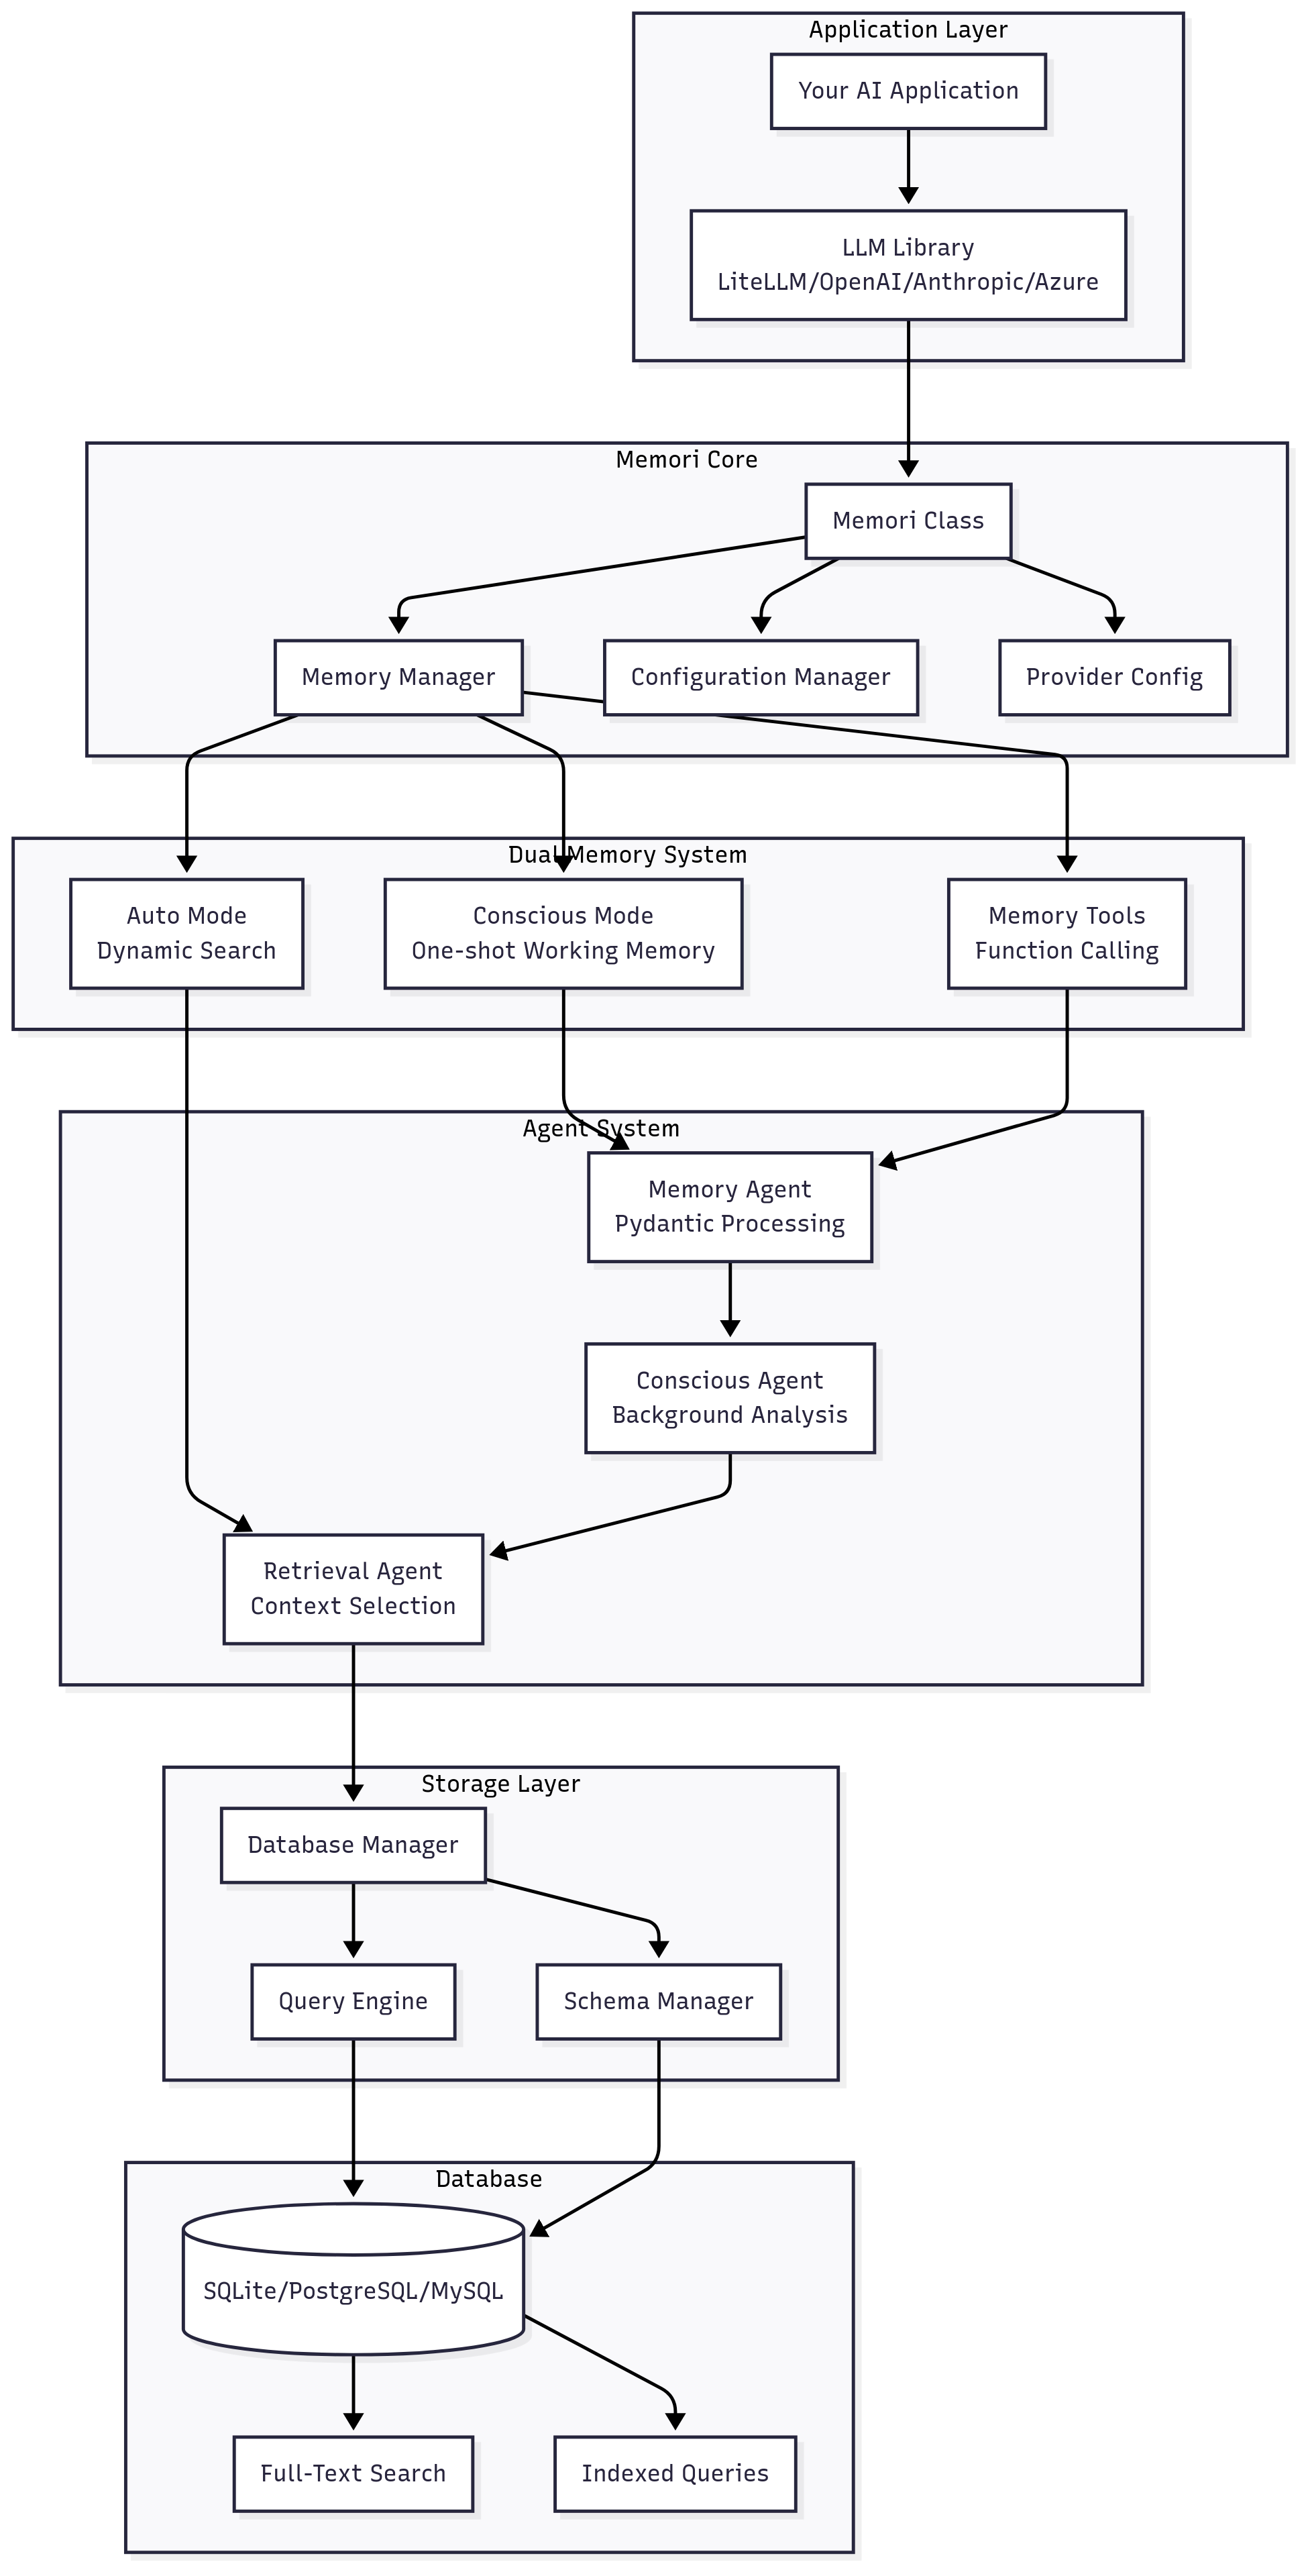 Application Layer
Your AI Application
LLM Library
LiteLLM/OpenAI/Anthropic/Azure
Memori Core
Memori Class
Memory Manager
Configuration Manager
Provider Config
Dual Memory System
Auto Mode
Dynamic Search
Conscious Mode
One-shot Working Memory
Memory Tools
Function Calling
Agent System
Memory Agent
Pydantic Processing
Conscious Agent
Background Analysis
Retrieval Agent
Context Selection
Storage Layer
Database Manager
Query Engine
Schema Manager
Database
SQLite/PostgreSQL/MySQL
Full-Text Search
Indexed Queries